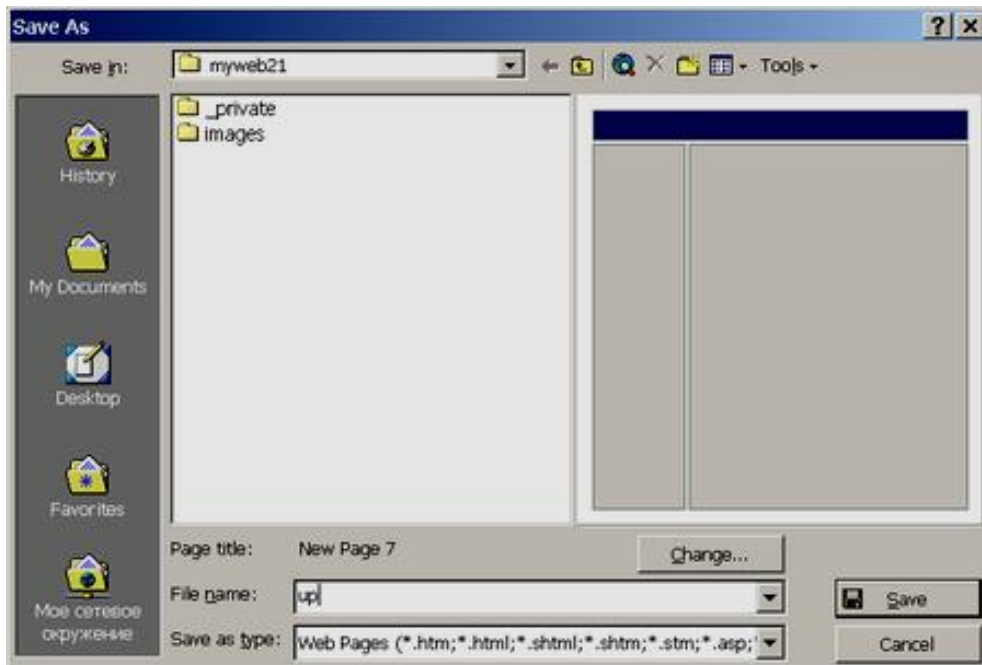 Save As
Save in:
myweb21
Tools
_private
images
History
My Documents
Desktop
Favorites
Мое сетевое
окружение
Page title:
New Page 7
Change...
File name:
up
Save
Save as type:
Web Pages (*.htm;*.html;*.shtml;*.shtm;*.stm;*.asp;
Cancel